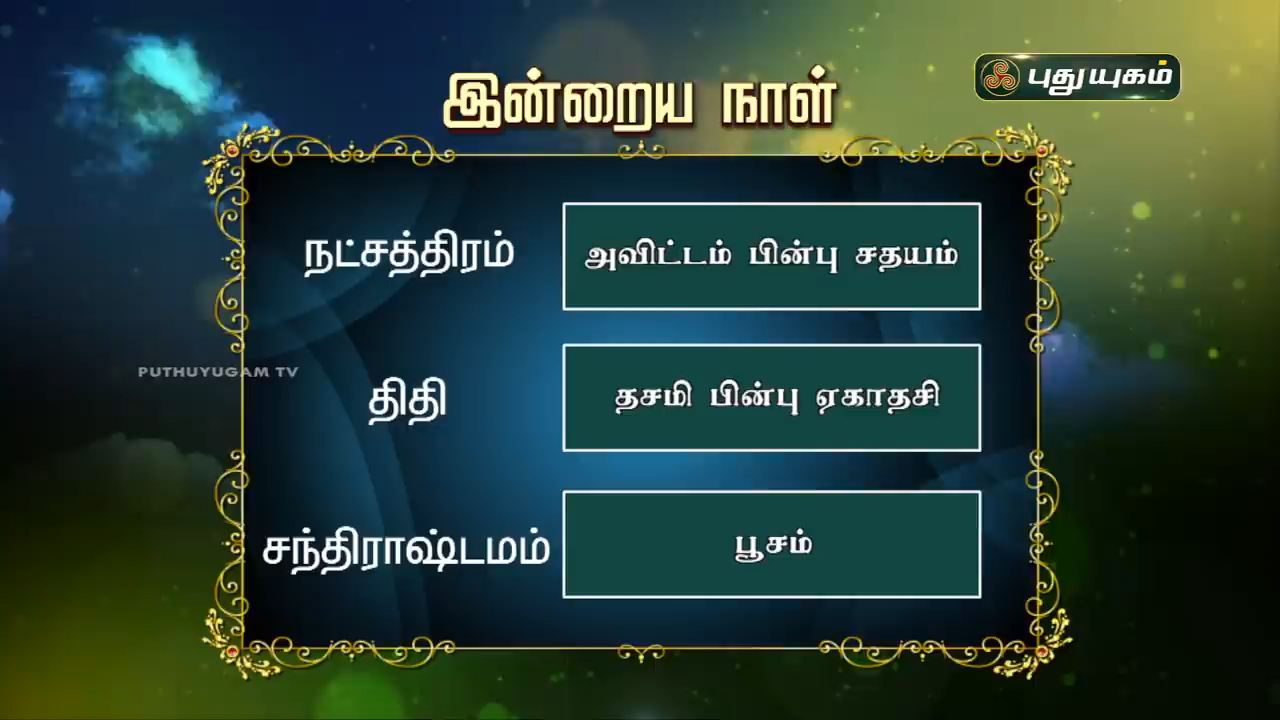 இன்றைய நாள்
புதுயுகம்
நட்சத்திரம்
அவிட்டம் பின்பு சதயம்
PUTHUYUGAM TV
திதி
தசமி பின்பு ஏகாதசி
சந்திராஷ்டமம்
பூசம்